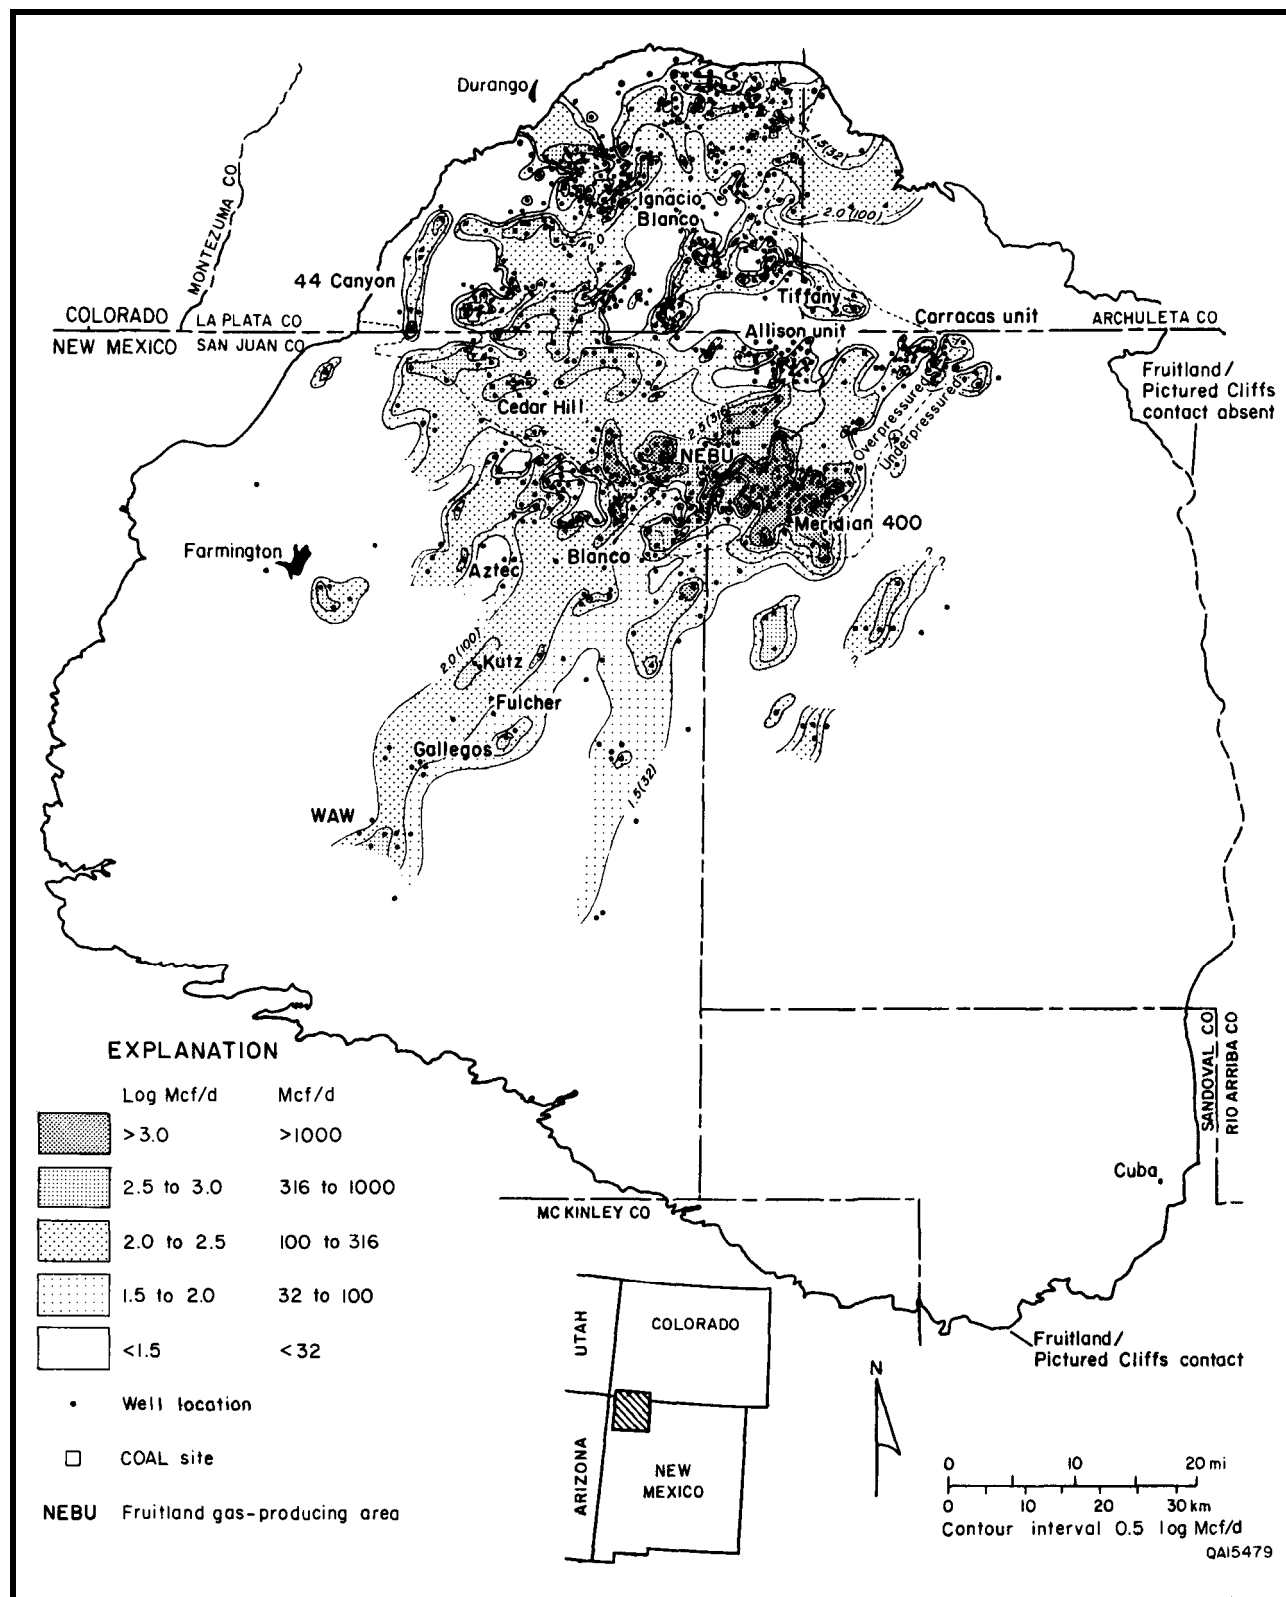 Durango
MONTEZUMA CO
1.5(32)
Ignacio
Blanco
2.0 (100)
2.0
44 Canyon
Tiffany
COLORADO
LA PLATA CO
Allison unit
Carracas unit
ARCHULETA CO
NEW MEXICO
SAN JUAN CO
Fruitland/
Pictured Cliffs
contact absent
Cedar Hill
Overpressured
Underpressured
NEBU
Meridian 400
Farmington
Aztec
Blanco
?
?
?
2.0 (100)
Kutz
Fulcher
Gallegos
1.5(32)
WAW
SANDOVAL CO
RIO ARRIBA CO
Cuba
MC KINLEY CO
Fruitland/
Pictured Cliffs contact
EXPLANATION
Log Mcf/d Mcf/d
>3.0 >1000
2.5 to 3.0 316 to 1000
2.0 to 2.5 100 to 316
1.5 to 2.0 32 to 100
<1.5 <32
Well location
COAL site
NEBU Fruitland gas-producing area
UTAH
COLORADO
ARIZONA
NEW
MEXICO
N
0 10 20 mi
0 10 20 30 km
Contour interval 0.5 log Mcf/d
QA15479